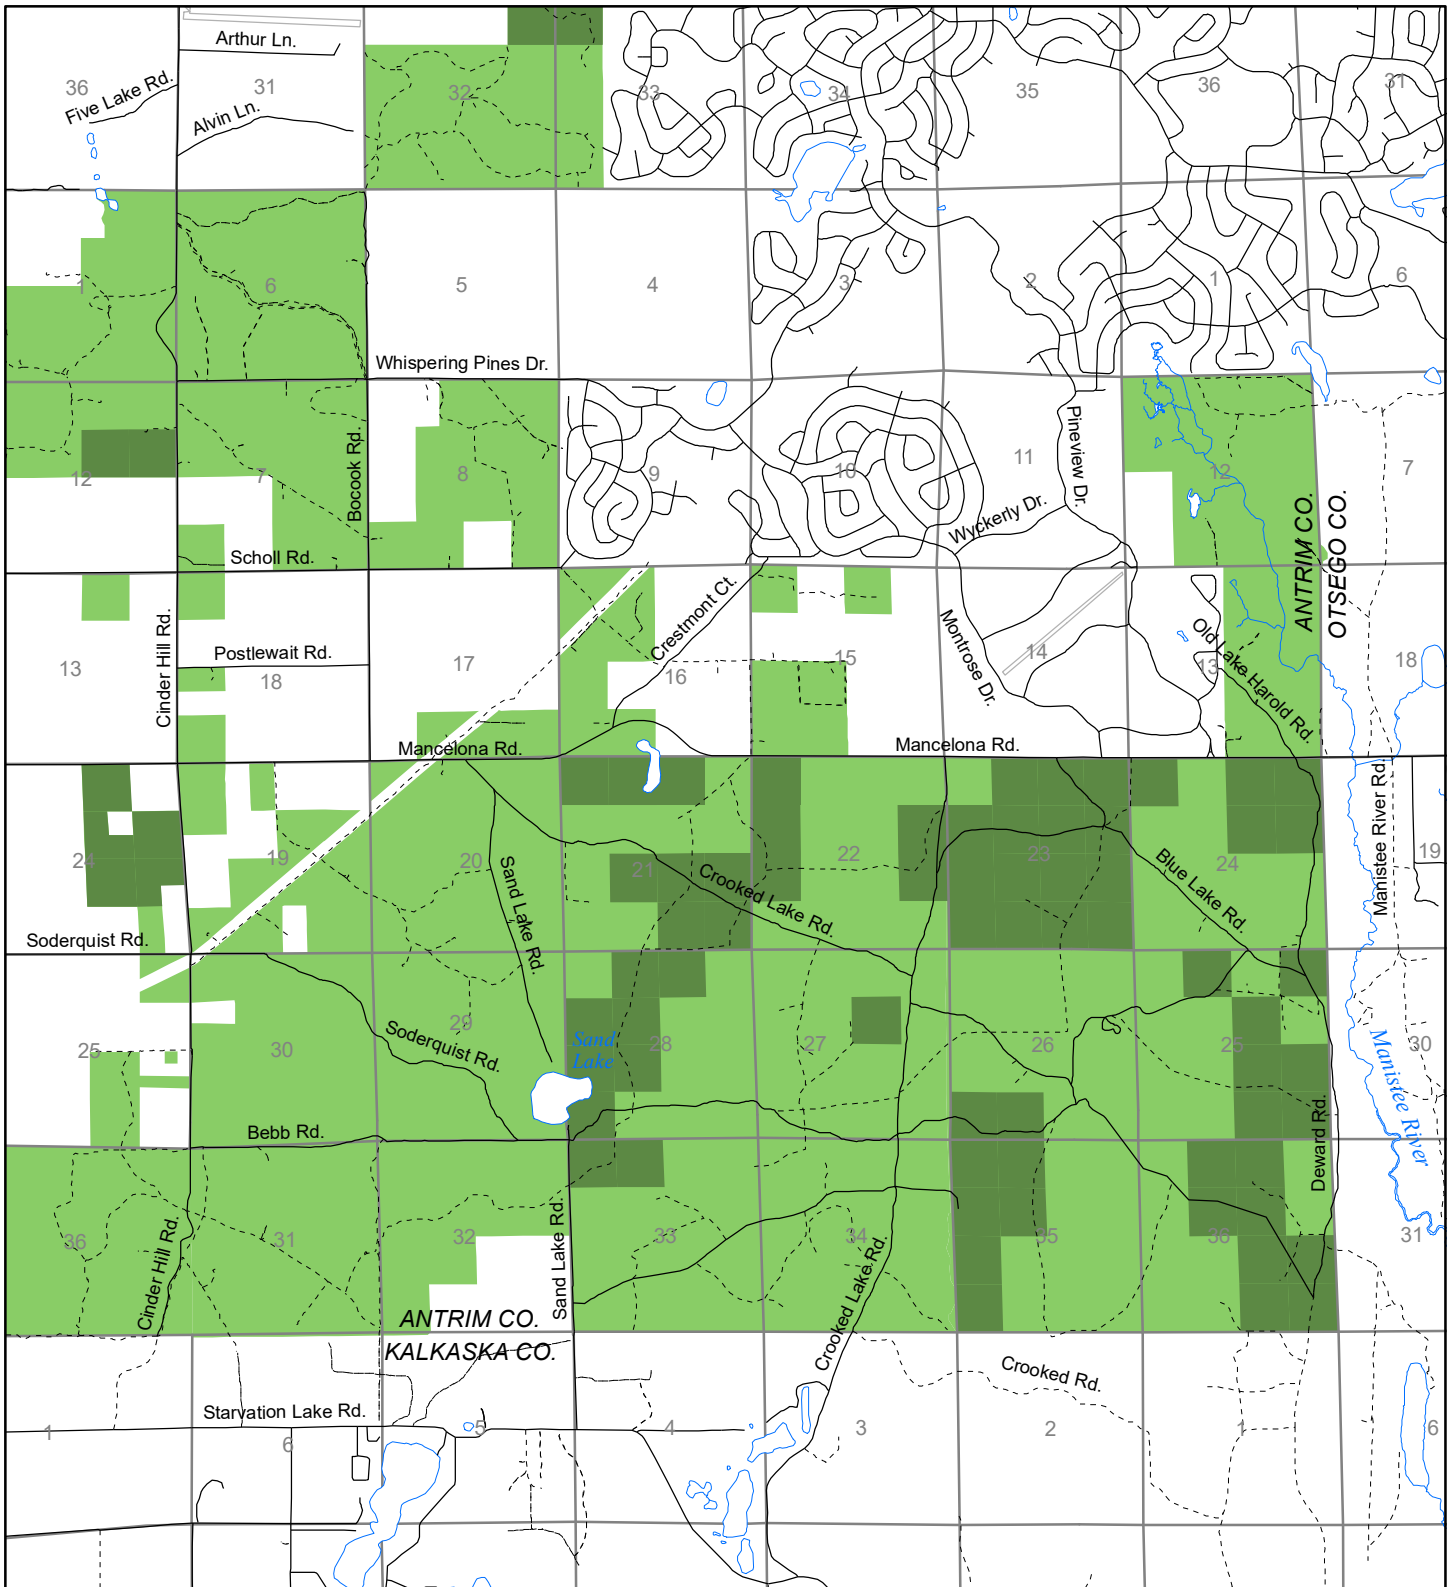 Arthur Ln.
36
31
32
33
34
35
36
31
Five Lake Rd.
Alvin Ln.
1
6
5
4
3
2
1
6
Whispering Pines Dr.
Bocook Rd.
Pineview Dr.
12
7
8
9
10
11
12
7
Wyckerly Dr.
ANTRIM CO.
OTSEGO CO.
Scholl Rd.
Cinder Hill Rd.
Crestmont Ct.
Montrose Dr.
Old Lake Harold Rd.
Postlewait Rd.
13
18
17
16
15
14
13
18
Mancelona Rd.
Mancelona Rd.
Manistee River Rd.
24
19
20
21
22
23
24
19
Sand Lake Rd.
Crooked Lake Rd.
Blue Lake Rd.
Soderquist Rd.
Soderquist Rd.
Sand
Lake
25
30
29
28
27
26
25
30
Manistee River
Bebb Rd.
Deward Rd.
Cinder Hill Rd.
Sand Lake Rd.
Crooked Lake Rd.
36
31
32
33
34
35
36
31
ANTRIM CO.
KALKASKA CO.
Crooked Rd.
Starvation Lake Rd.
1
6
5
4
3
2
1
6